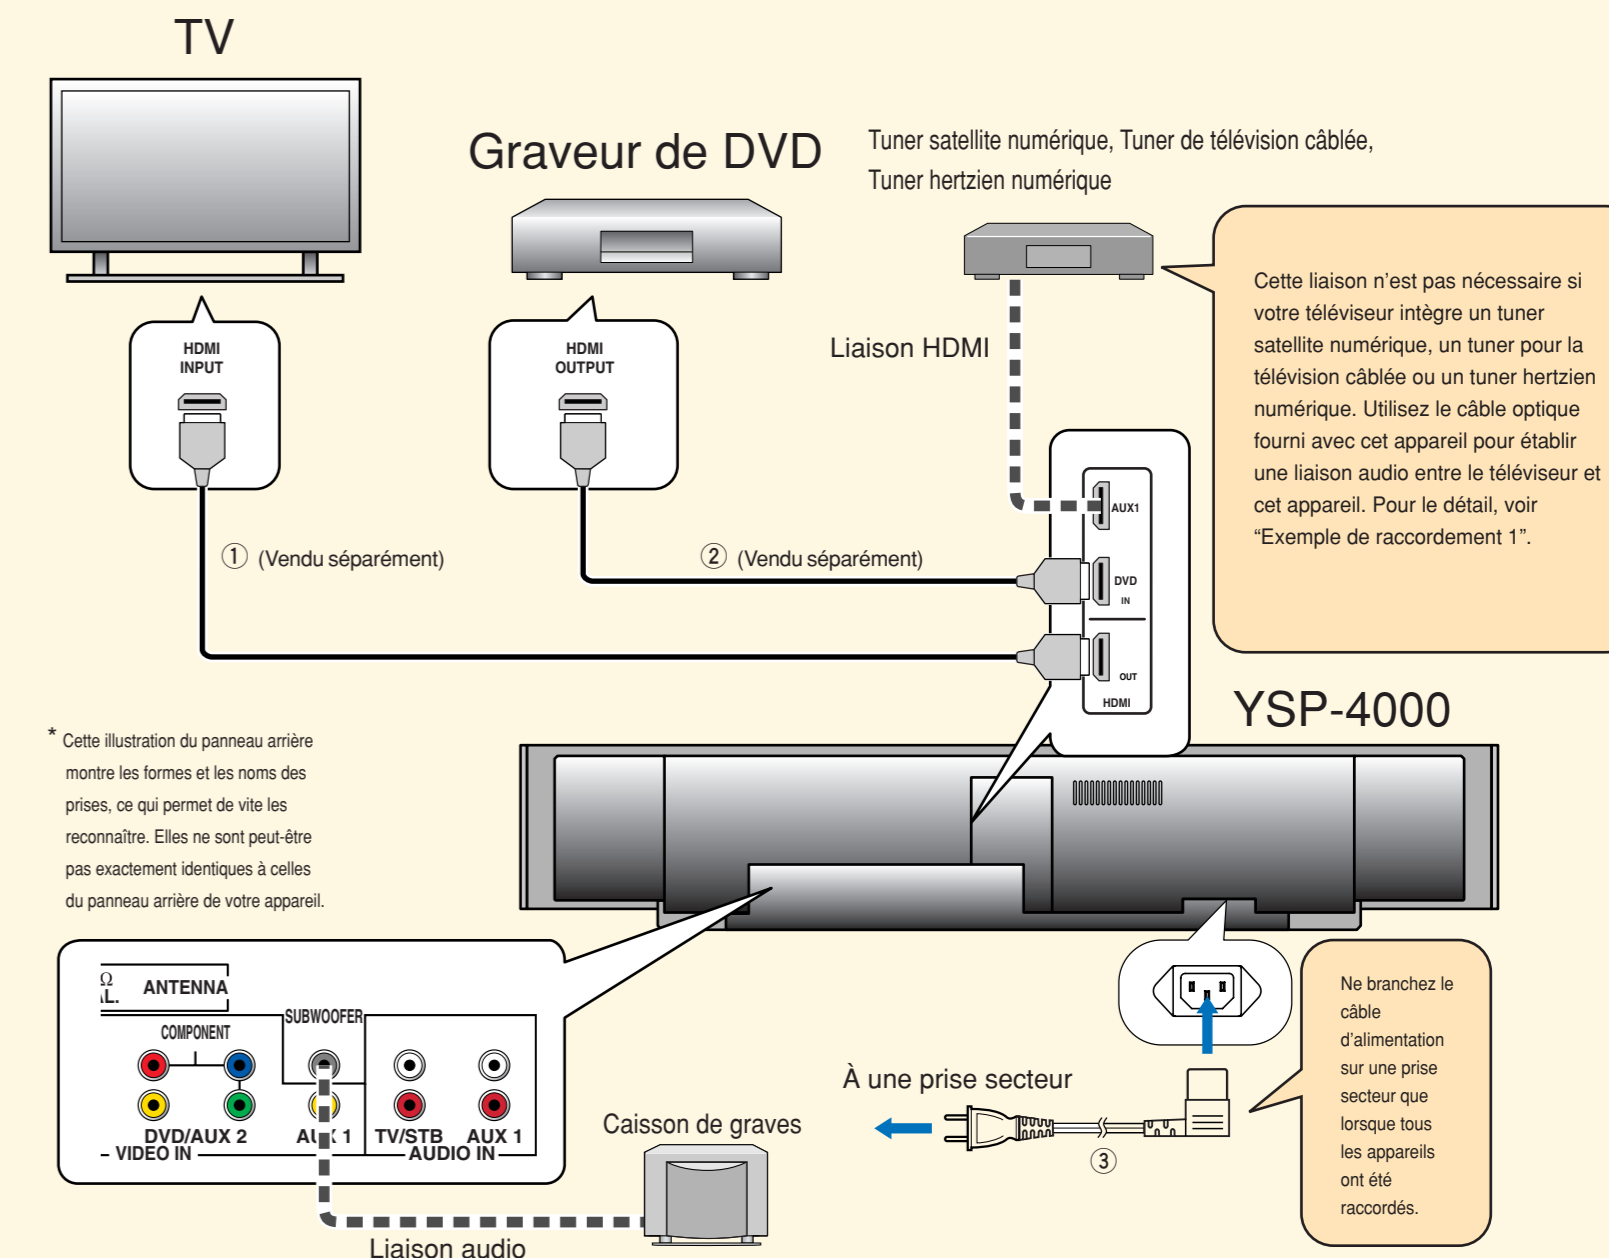 TV
Graveur de DVD
Tuner satellite numérique, Tuner de télévision câblée,
Tuner hertzien numérique
HDMI
INPUT
HDMI
OUTPUT
Liaison HDMI
Cette liaison n’est pas nécessaire si
votre téléviseur intègre un tuner
satellite numérique, un tuner pour la
télévision câblée ou un tuner hertzien
numérique. Utilisez le câble optique
fourni avec cet appareil pour établir
une liaison audio entre le téléviseur et
cet appareil. Pour le détail, voir
“Exemple de raccordement 1”.
① (Vendu séparément)
② (Vendu séparément)
AUX1
DVD
IN
OUT
HDMI
YSP-4000
* Cette illustration du panneau arrière
montre les formes et les noms des
prises, ce qui permet de vite les
reconnaître. Elles ne sont peut-être
pas exactement identiques à celles
du panneau arrière de votre appareil.
Ω
AL.
ANTENNA
SUBWOOFER
COMPONENT
DVD/AUX 2
AUX 1
TV/STB
AUX 1
VIDEO IN
AUDIO IN
Caisson de graves
Liaison audio
À une prise secteur
③
Ne branchez le
câble
d’alimentation
sur une prise
secteur que
lorsque tous
les appareils
ont été
raccordés.